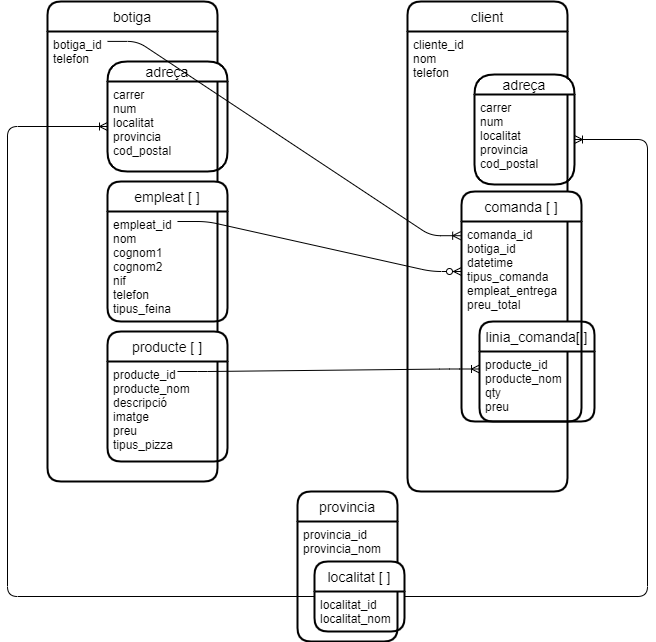 botiga
botiga_id
telefon
adreça
carrer
num
localitat
provincia
cod_postal
empleat [ ]
empleat_id
nom
cognom1
cognom2
nif
telefon
tipus_feina
producte [ ]
producte_id
producte_nom
descripció
imatge
preu
tipus_pizza
client
cliente_id
nom
telefon
adreça
carrer
num
localitat
provincia
cod_postal
comanda [ ]
comanda_id
botiga_id
datetime
tipus_comanda
empleat_entrega
preu_total
linia_comanda[ ]
producte_id
producte_nom
qty
preu
provincia
provincia_id
provincia_nom
localitat [ ]
localitat_id
localitat_nom